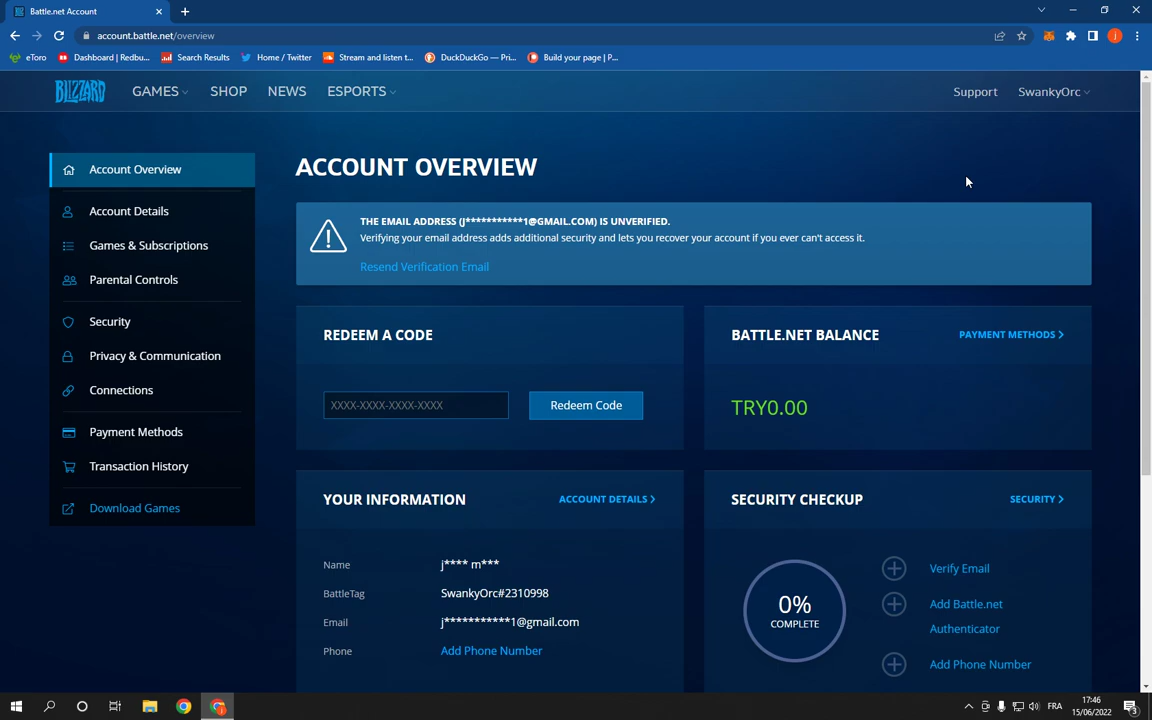 Battle.net Account
account.battle.net/overview
eToro
Dashboard | Redbu...
Search Results
Home / Twitter
Stream and listen t...
DuckDuckGo — Pri...
Build your page | P...
BLIZZARD
GAMES
SHOP
NEWS
ESPORTS
Support
SwankyOrc
Account Overview
Account Details
Games & Subscriptions
Parental Controls
Security
Privacy & Communication
Connections
Payment Methods
Transaction History
Download Games
ACCOUNT OVERVIEW
THE EMAIL ADDRESS (J***********1@GMAIL.COM) IS UNVERIFIED.
Verifying your email address adds additional security and lets you recover your account if you ever can't access it.
Resend Verification Email
REDEEM A CODE
XXXX-XXXX-XXXX-XXXX
Redeem Code
BATTLE.NET BALANCE
PAYMENT METHODS
TRY0.00
YOUR INFORMATION
ACCOUNT DETAILS
Name
j**** m***
BattleTag
SwankyOrc#2310998
Email
j***********1@gmail.com
Phone
Add Phone Number
SECURITY CHECKUP
SECURITY
0%
COMPLETE
Verify Email
Add Battle.net
Authenticator
Add Phone Number
FRA
17:46
15/06/2022
3